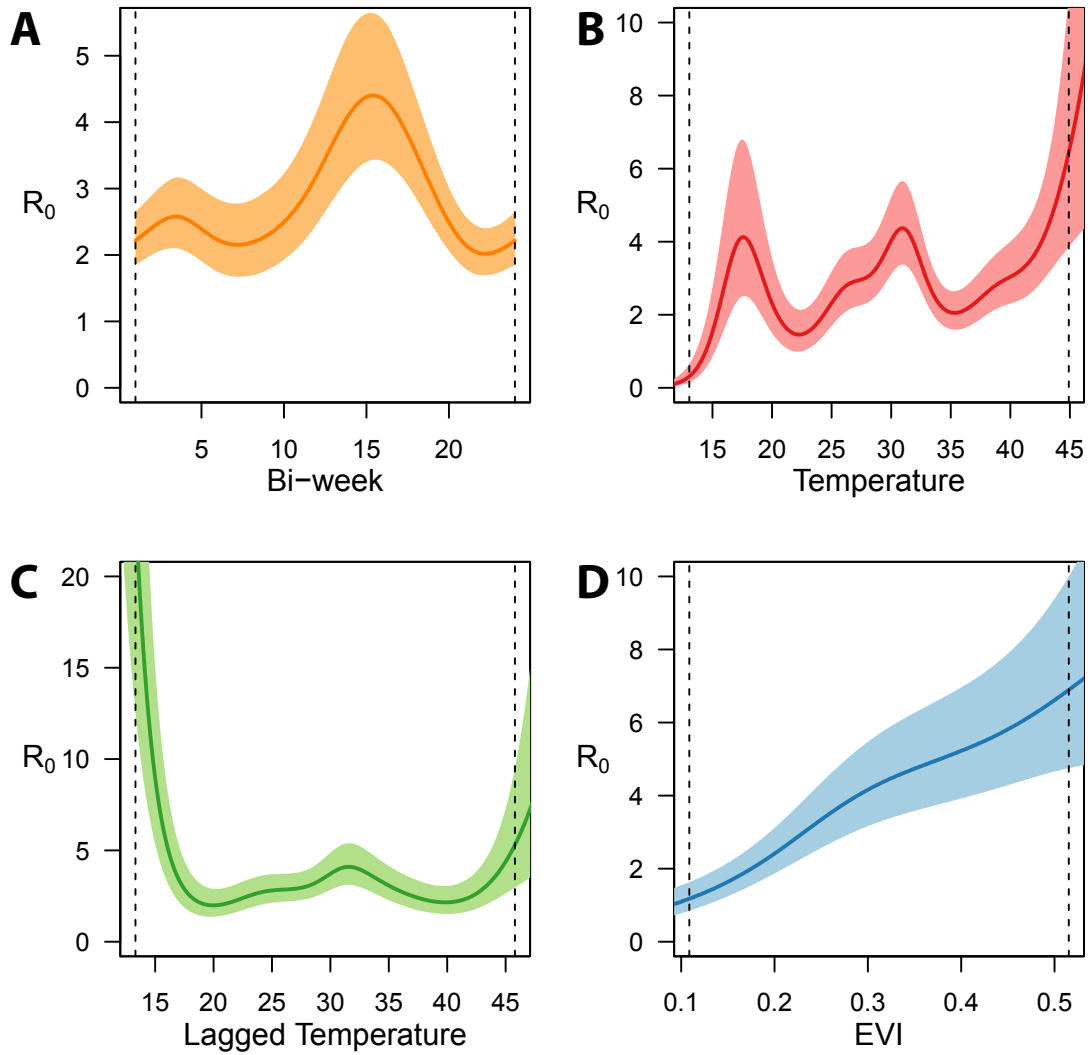 A
R0
0 1 2 3 4 5
5 10 15 20
Bi−week
B
R0
0 2 4 6 8 10
15 20 25 30 35 40 45
Temperature
C
R0
0 5 10 15 20
15 20 25 30 35 40 45
Lagged Temperature
D
R0
0 2 4 6 8 10
0.1 0.2 0.3 0.4 0.5
EVI